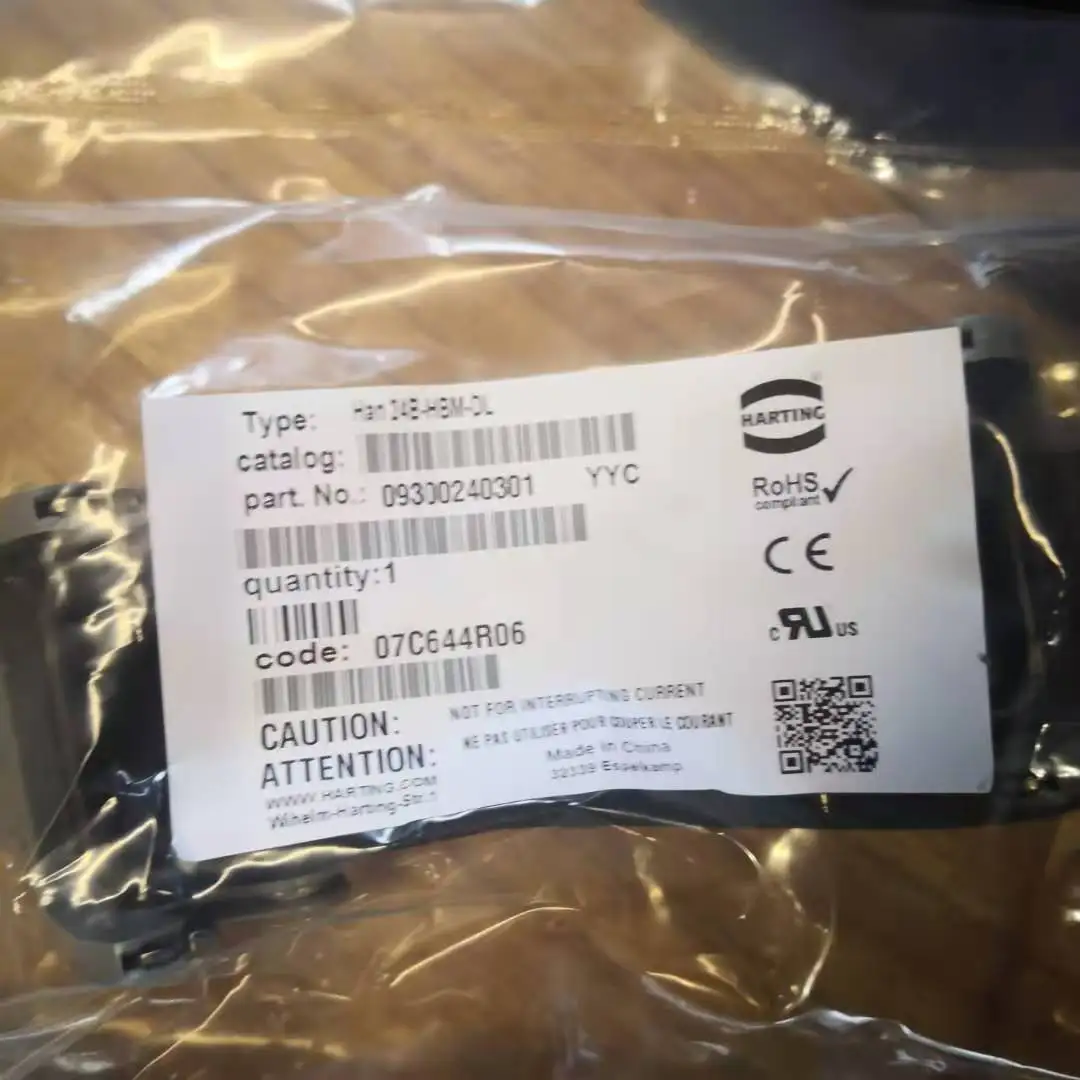 Type: Han 24B-HBM-QL
catalog:
part. No.: 09300240301 YYC
quantity:1
code: 07C644R06
CAUTION: NOT FOR INTERRUPTING CURRENT
ATTENTION: NE PAS UTILISER POUR COUPER LE COURANT
WWW.HARTING.COM Made in China
Wilhelm-Harting-Str.1 32339 Espelkamp
®
HARTING
RoHS
compliant
CE
c RU US